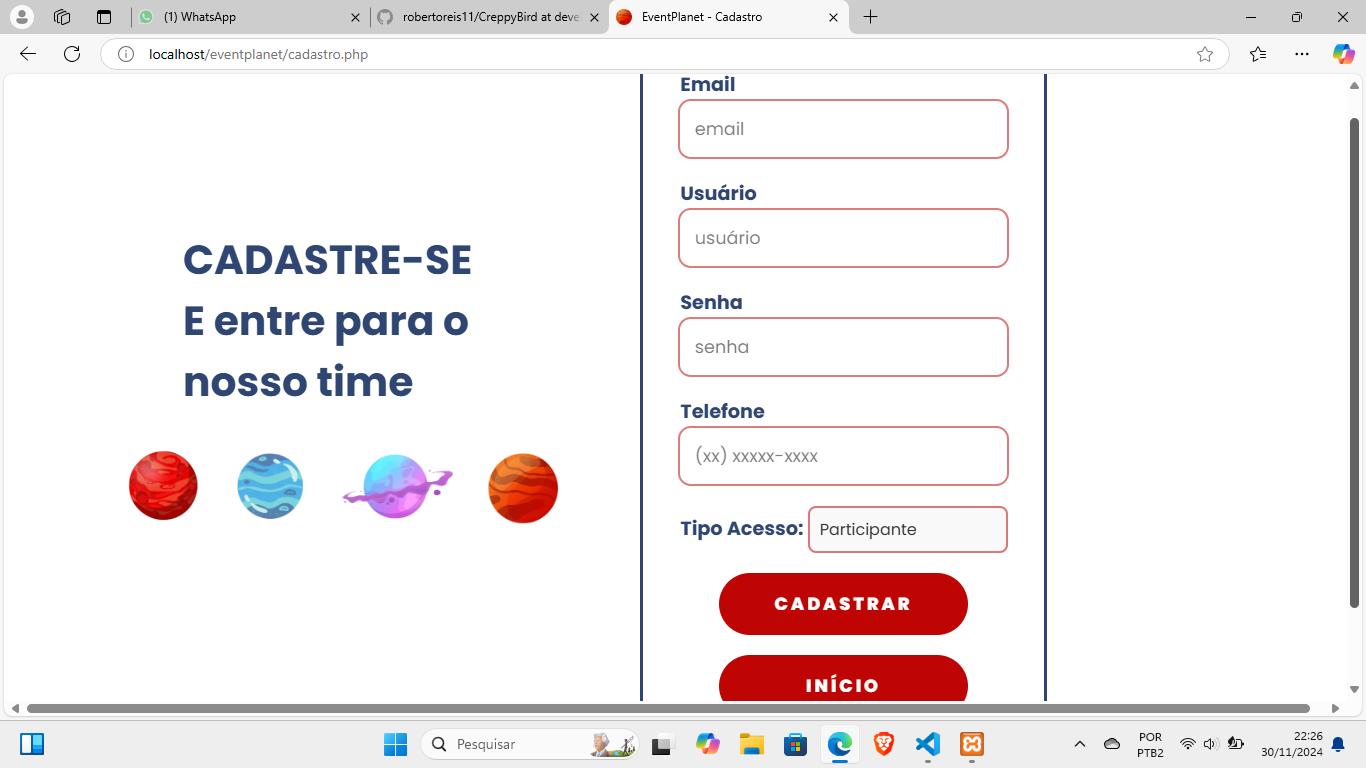 (1) WhatsApp
robertoreis11/CreppyBird at deve
EventPlanet - Cadastro
localhost/eventplanet/cadastro.php
CADASTRE-SE
E entre para o
nosso time
Email
email
Usuário
usuário
Senha
senha
Telefone
(xx) xxxxx-xxxx
Tipo Acesso: Participante
CADASTRAR
INÍCIO
Pesquisar
POR
PTB2
22:26
30/11/2024